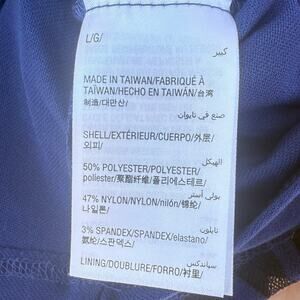 L/G/
كبير
MADE IN TAIWAN/FABRIQUÉ À
TAÏWAN/HECHO EN TAIWÁN/台湾
制造/대만산/
صنع في تايوان
SHELL/EXTÉRIEUR/CUERPO/外层/
외피/
الهيكل
50% POLYESTER/POLYESTER/
poliéster/聚酯纤维/폴리에스테르/
بولي أستر
47% NYLON/NYLON/nilón/锦纶/
나일론/
نايلون
3% SPANDEX/SPANDEX/elastano/
氨纶/스판덱스/
سباندكس
LINING/DOUBLURE/FORRO/衬里/